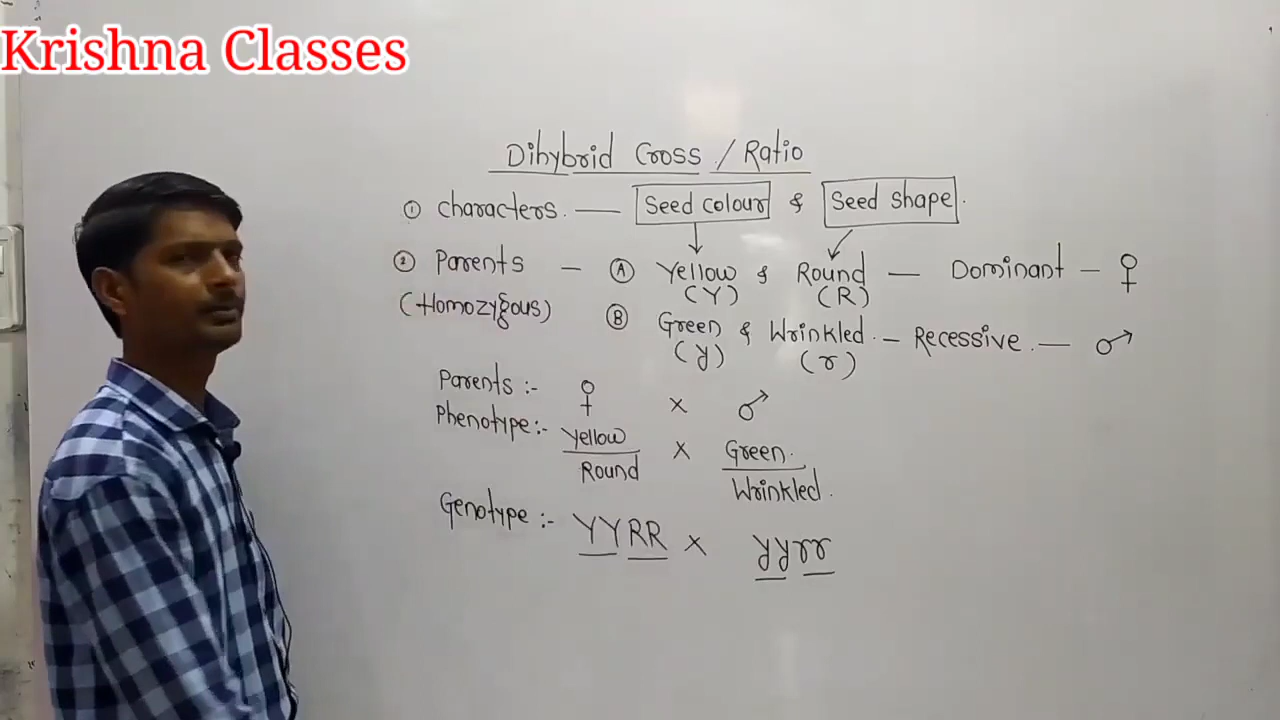 Krishna Classes
Dihybrid Cross / Ratio
① Characters. — Seed colour & Seed shape.
② Parents — Ⓐ Yellow & Round — Dominant - ♀
(Y) (R)
(Homozygous) Ⓑ Green & Wrinkled. - Recessive. — ♂
(y) (r)
Parents :- ♀ × ♂
Phenotype :- Yellow × Green.
Round Wrinkled.
Genotype :- YYRR × yyrr